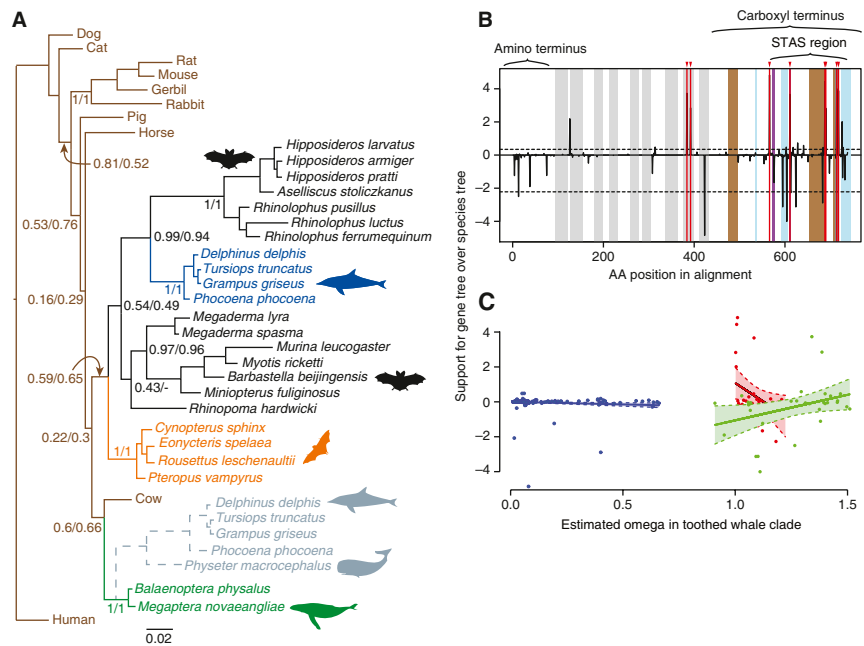 A
Dog
Cat
Rat
Mouse
Gerbil
1/1
Rabbit
Pig
Horse
0.81/0.52
Hipposideros larvatus
Hipposideros armiger
Hipposideros pratti
Aselliscus stoliczkanus
1/1
Rhinolophus pusillus
Rhinolophus luctus
Rhinolophus ferrumequinum
0.53/0.76
0.99/0.94
Delphinus delphis
Tursiops truncatus
Grampus griseus
1/1
Phocoena phocoena
0.16/0.29
0.54/0.49
Megaderma lyra
Megaderma spasma
0.97/0.96
Murina leucogaster
Myotis ricketti
Barbastella beijingensis
0.59/0.65
0.43/-
Miniopterus fuliginosus
Rhinopoma hardwicki
0.22/0.3
Cynopterus sphinx
Eonycteris spelaea
1/1
Rousettus leschenaultii
Pteropus vampyrus
Cow
0.6/0.66
Delphinus delphis
Tursiops truncatus
Grampus griseus
Phocoena phocoena
Physeter macrocephalus
Balaenoptera physalus
1/1
Megaptera novaeangliae
Human
0.02
B
Carboxyl terminus
Amino terminus
STAS region
4
2
0
−2
−4
0
200
400
600
AA position in alignment
Support for gene tree over species tree
C
4
2
0
−2
−4
0.0
0.5
1.0
1.5
Estimated omega in toothed whale clade